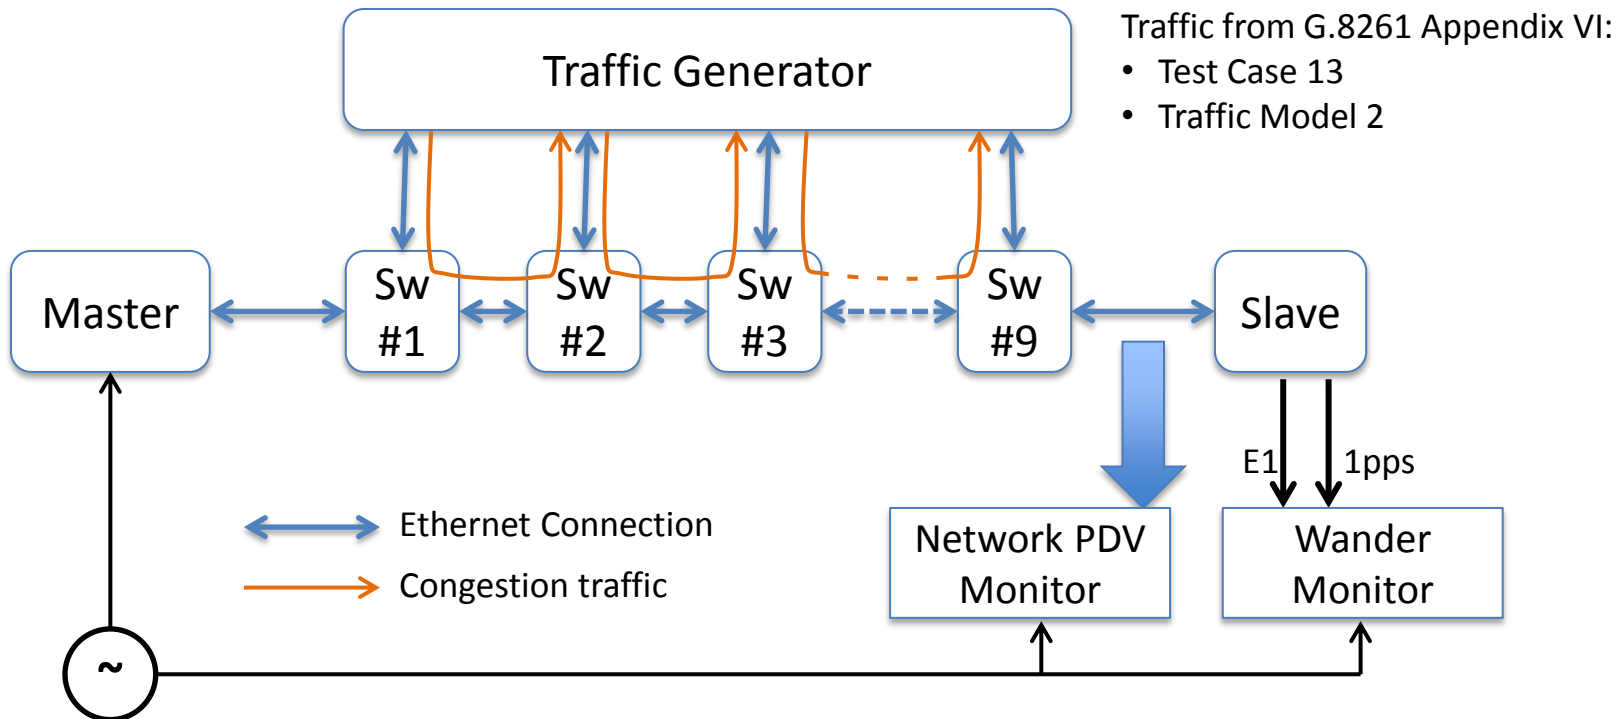 Traffic Generator
Traffic from G.8261 Appendix VI:
• Test Case 13
• Traffic Model 2
Master
Sw
#1
Sw
#2
Sw
#3
Sw
#9
Slave
E1
1pps
Ethernet Connection
Congestion traffic
Network PDV
Monitor
Wander
Monitor
~